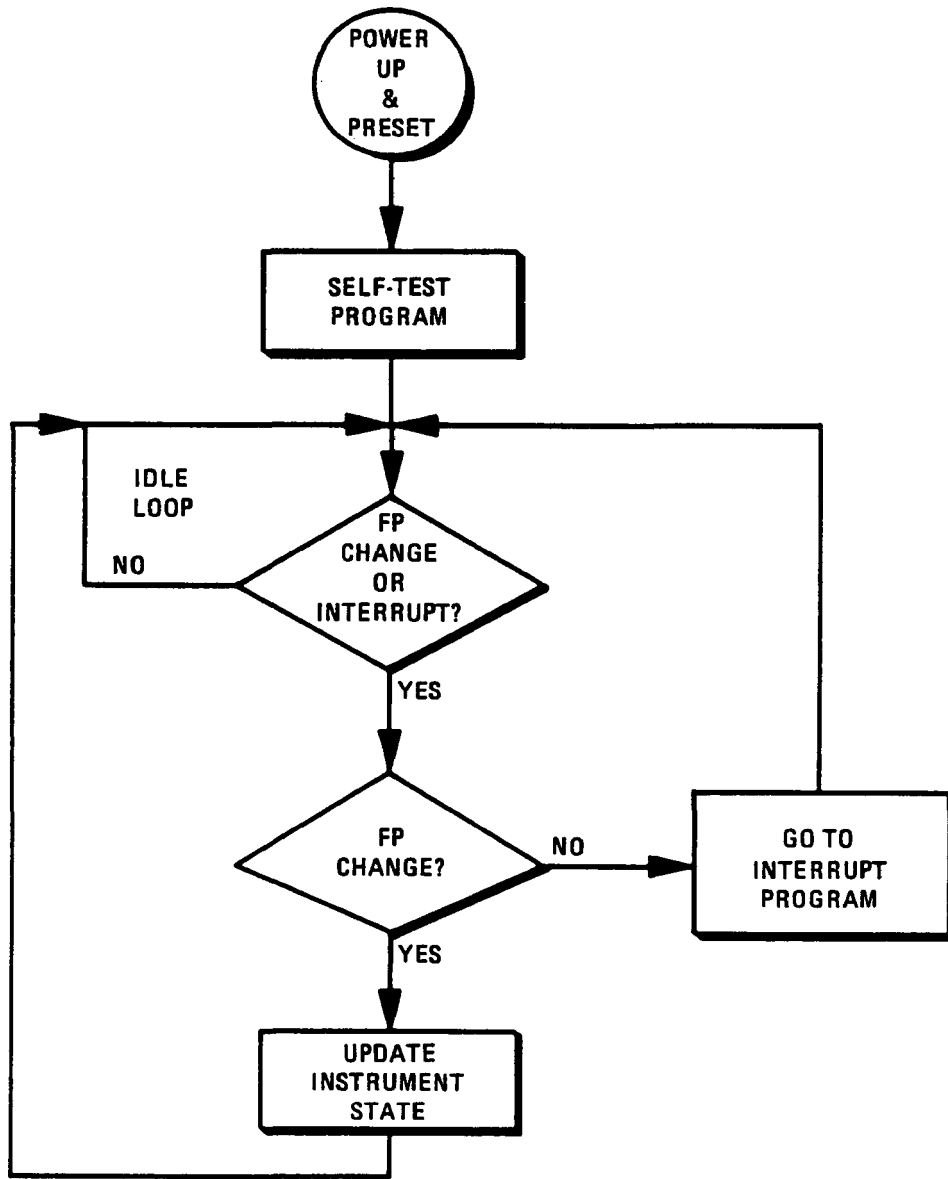 POWER
UP
&
PRESET
SELF-TEST
PROGRAM
IDLE
LOOP
NO
FP
CHANGE
OR
INTERRUPT?
YES
FP
CHANGE?
NO
GO TO
INTERRUPT
PROGRAM
YES
UPDATE
INSTRUMENT
STATE